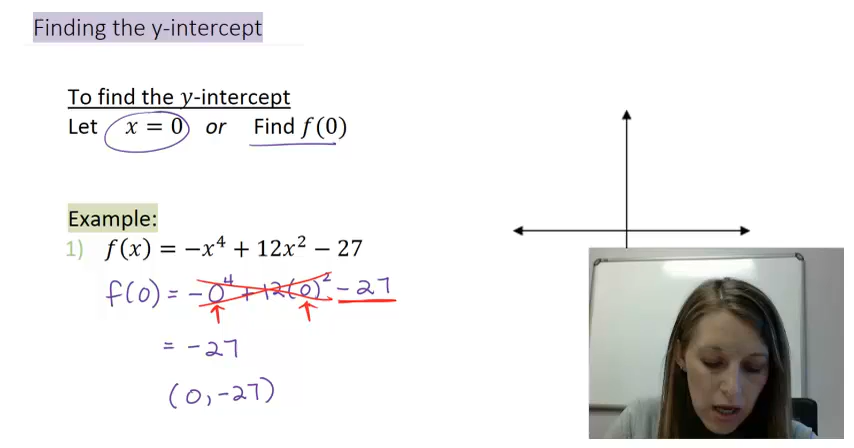 Finding the y-intercept
To find the y-intercept
Let x = 0 or Find f(0)
Example:
1) f(x) = −x⁴ + 12x² − 27
f(0) = -0⁴ + 12(0)² - 27
= -27
(0, -27)